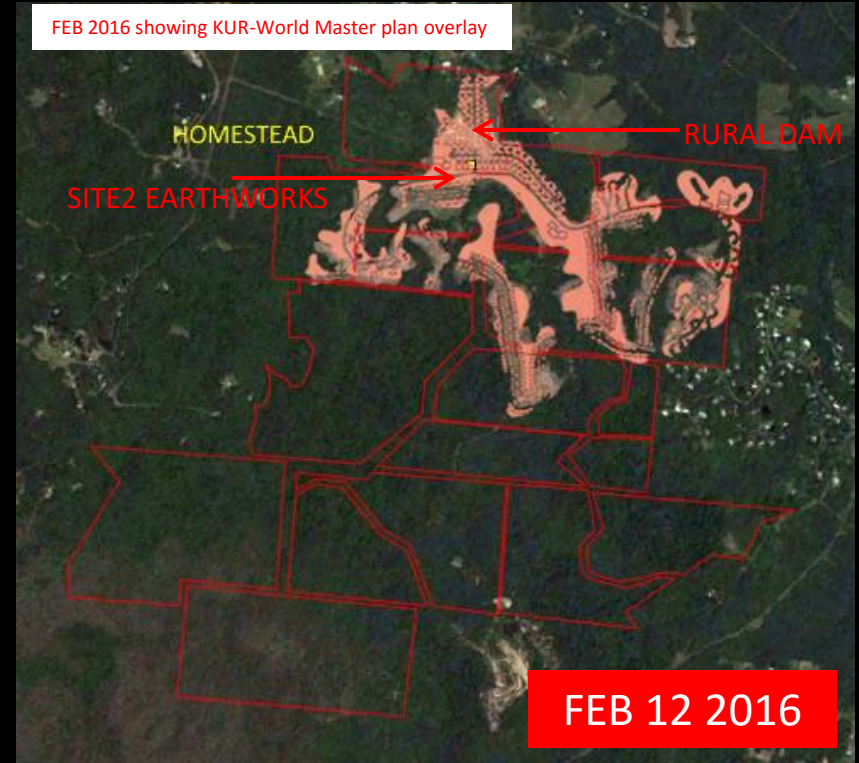 FEB 2016 showing KUR-World Master plan overlay
HOMESTEAD
RURAL DAM
SITE2 EARTHWORKS
FEB 12 2016